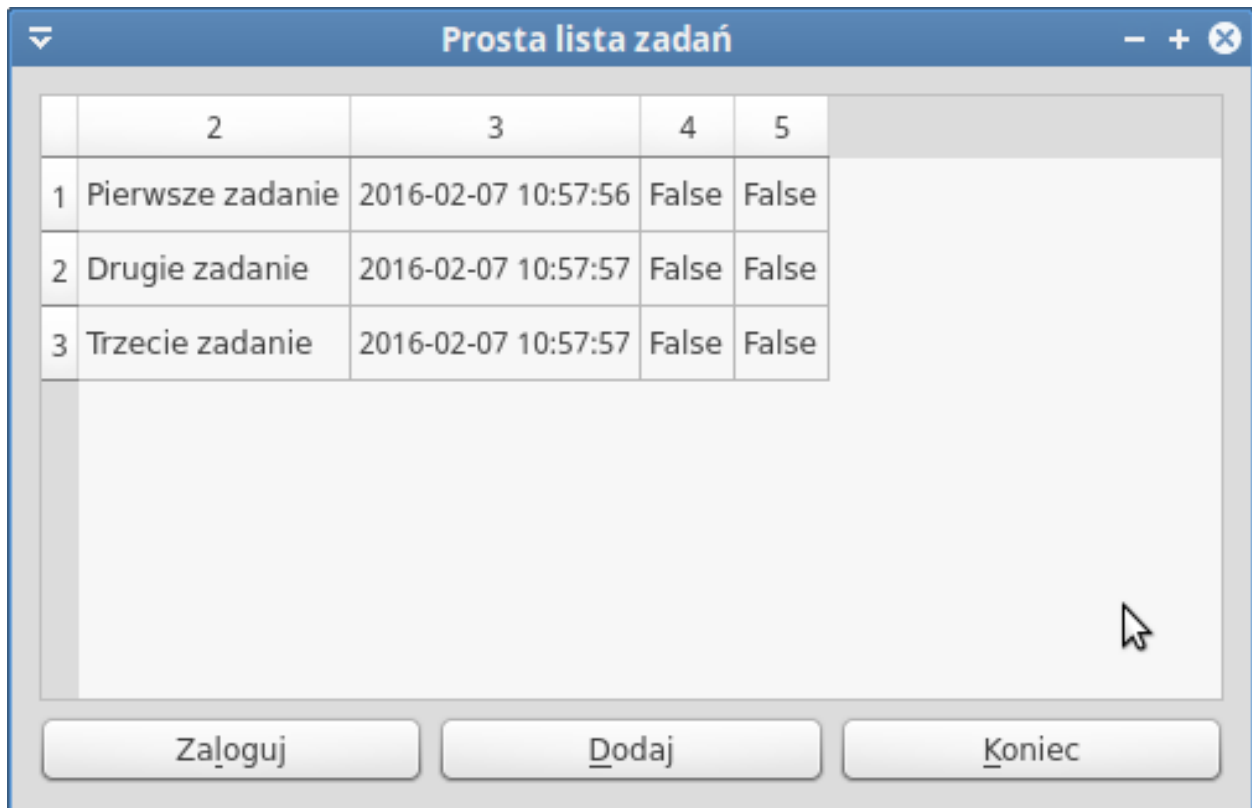 Prosta lista zadań
2 3 4 5
1 Pierwsze zadanie 2016-02-07 10:57:56 False False
2 Drugie zadanie 2016-02-07 10:57:57 False False
3 Trzecie zadanie 2016-02-07 10:57:57 False False
Zaloguj Dodaj Koniec